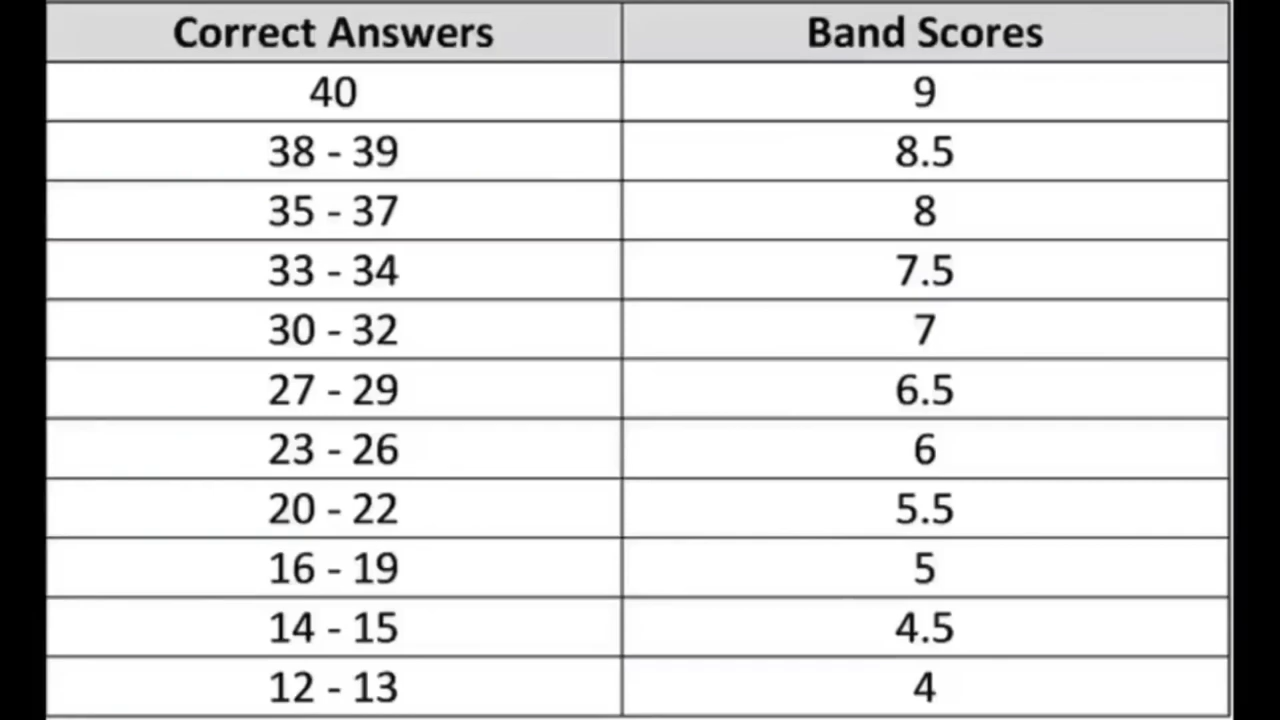 Correct Answers Band Scores
40 9
38 - 39 8.5
35 - 37 8
33 - 34 7.5
30 - 32 7
27 - 29 6.5
23 - 26 6
20 - 22 5.5
16 - 19 5
14 - 15 4.5
12 - 13 4